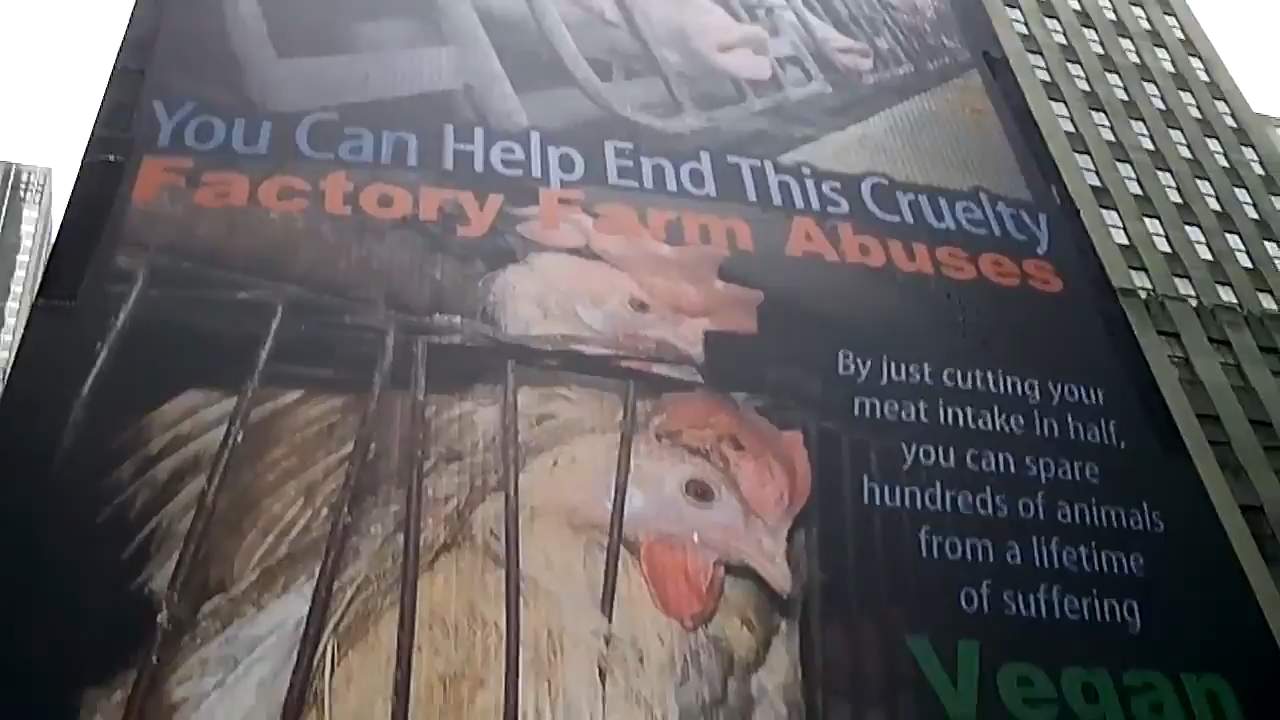 You Can Help End This Cruelty
Factory Farm Abuses
By just cutting your
meat intake in half,
you can spare
hundreds of animals
from a lifetime
of suffering
Vegan